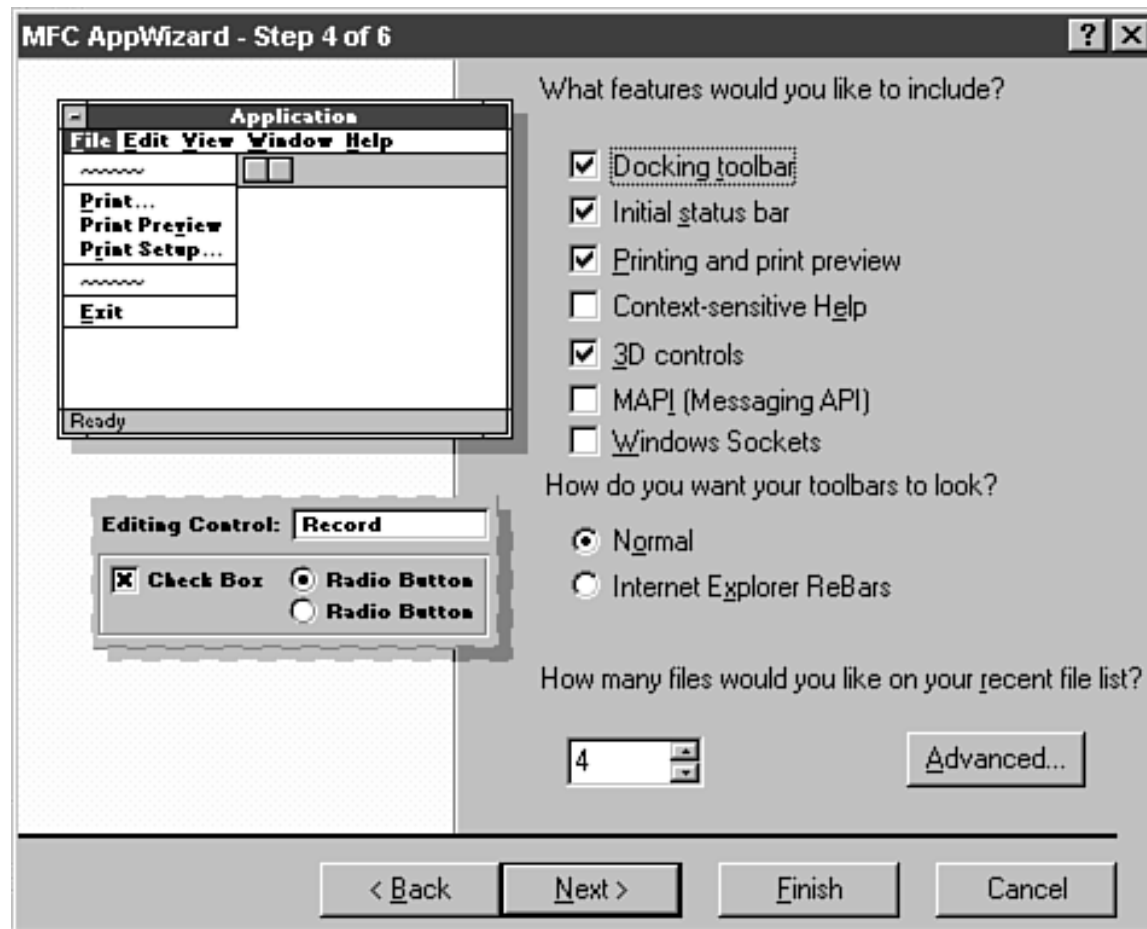 MFC AppWizard - Step 4 of 6
Application
File Edit View Window Help
Print...
Print Preview
Print Setup...
Exit
Ready
Editing Control: Record
Check Box Radio Button
Radio Button
What features would you like to include?
Docking toolbar
Initial status bar
Printing and print preview
Context-sensitive Help
3D controls
MAPI (Messaging API)
Windows Sockets
How do you want your toolbars to look?
Normal
Internet Explorer ReBars
How many files would you like on your recent file list?
4
Advanced...
< Back Next > Finish Cancel